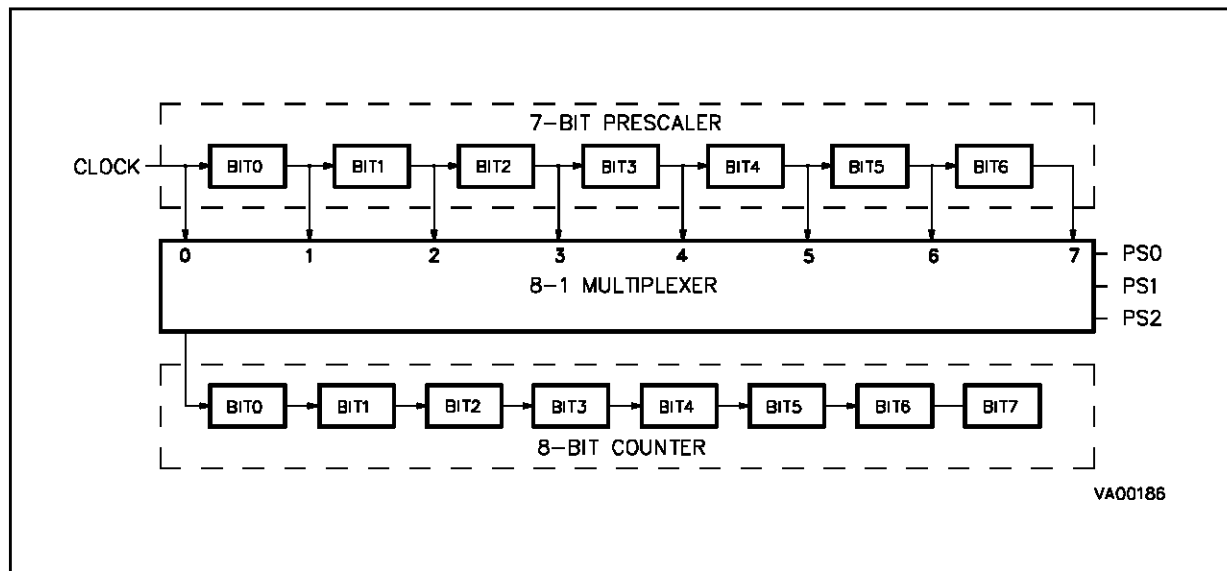 7-BIT PRESCALER
CLOCK BIT0 BIT1 BIT2 BIT3 BIT4 BIT5 BIT6
0 1 2 3 4 5 6 7 PS0
8-1 MULTIPLEXER PS1
PS2
BIT0 BIT1 BIT2 BIT3 BIT4 BIT5 BIT6 BIT7
8-BIT COUNTER
VA00186